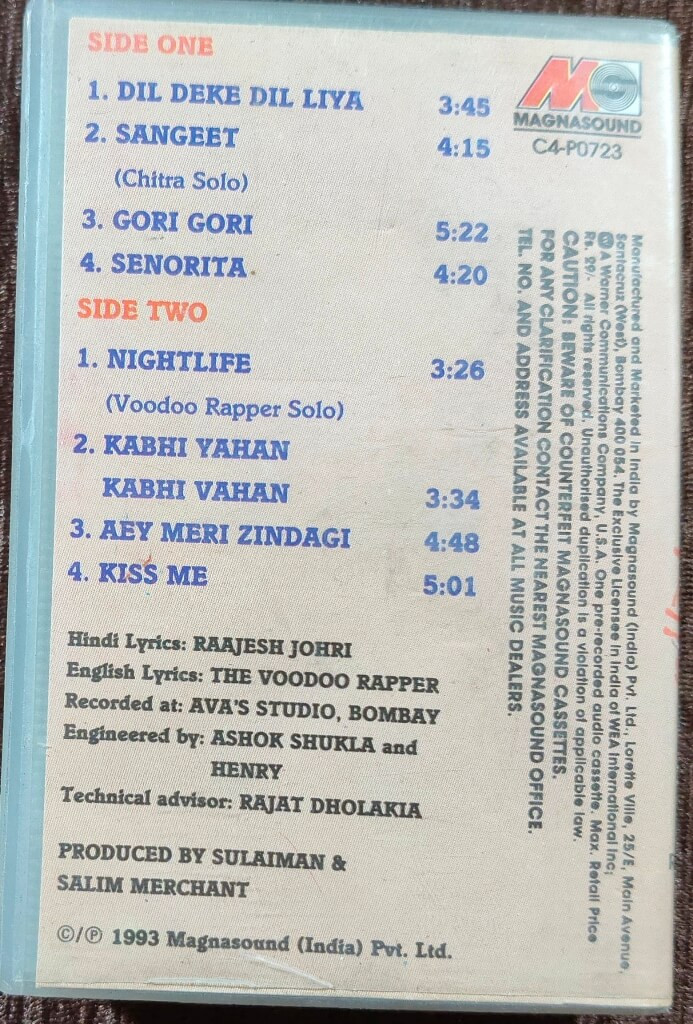 SIDE ONE
1. DIL DEKE DIL LIYA 3:45
2. SANGEET 4:15
(Chitra Solo)
3. GORI GORI 5:22
4. SENORITA 4:20
SIDE TWO
1. NIGHTLIFE 3:26
(Voodoo Rapper Solo)
2. KABHI YAHAN
KABHI VAHAN 3:34
3. AEY MERI ZINDAGI 4:48
4. KISS ME 5:01
Hindi Lyrics: RAAJESH JOHRI
English Lyrics: THE VOODOO RAPPER
Recorded at: AVA'S STUDIO, BOMBAY
Engineered by: ASHOK SHUKLA and
HENRY
Technical advisor: RAJAT DHOLAKIA
PRODUCED BY SULAIMAN &
SALIM MERCHANT
©/℗ 1993 Magnasound (India) Pvt. Ltd.
MC
MAGNASOUND
C4-P0723
Manufactured and Marketed in India by Magnasound (India) Pvt. Ltd., Lorette Ville, 25/E, Main Avenue,
Santacruz (West), Bombay 400 054. The Exclusive Licensee in India of WEA International Inc;
A Warner Communications Company, U.S.A. One pre-recorded audio cassette. Max. Retail Price
Rs. 29/- All rights reserved. Unauthorised duplication is a violation of applicable law.
CAUTION: BEWARE OF COUNTERFEIT MAGNASOUND CASSETTES.
FOR ANY CLARIFICATION CONTACT THE NEAREST MAGNASOUND OFFICE.
TEL. NO. AND ADDRESS AVAILABLE AT ALL MUSIC DEALERS.